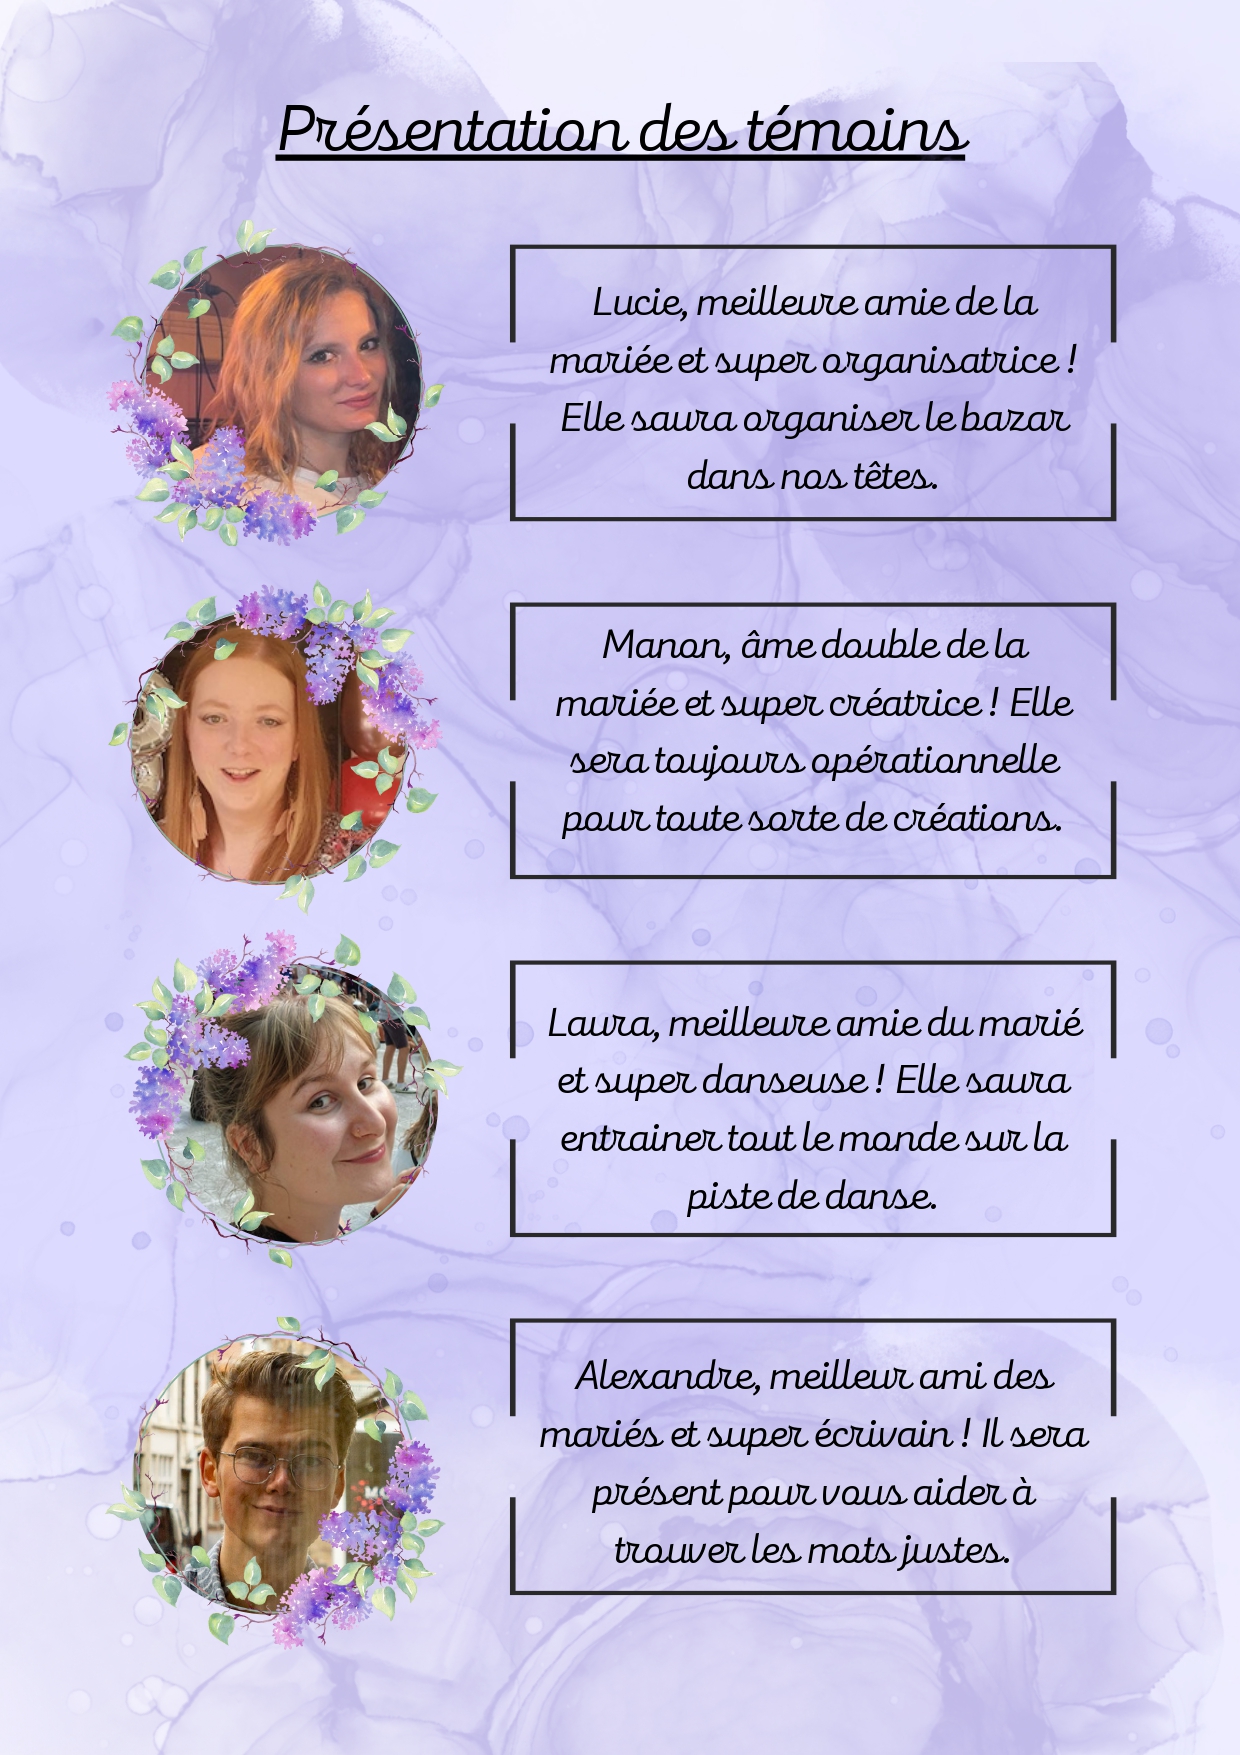 Présentation des témoins
Lucie, meilleure amie de la
mariée et super organisatrice !
Elle saura organiser le bazar
dans nos têtes.
Manon, âme double de la
mariée et super créatrice ! Elle
sera toujours opérationnelle
pour toute sorte de créations.
Laura, meilleure amie du marié
et super danseuse ! Elle saura
entrainer tout le monde sur la
piste de danse.
Alexandre, meilleur ami des
mariés et super écrivain ! Il sera
présent pour vous aider à
trouver les mots justes.